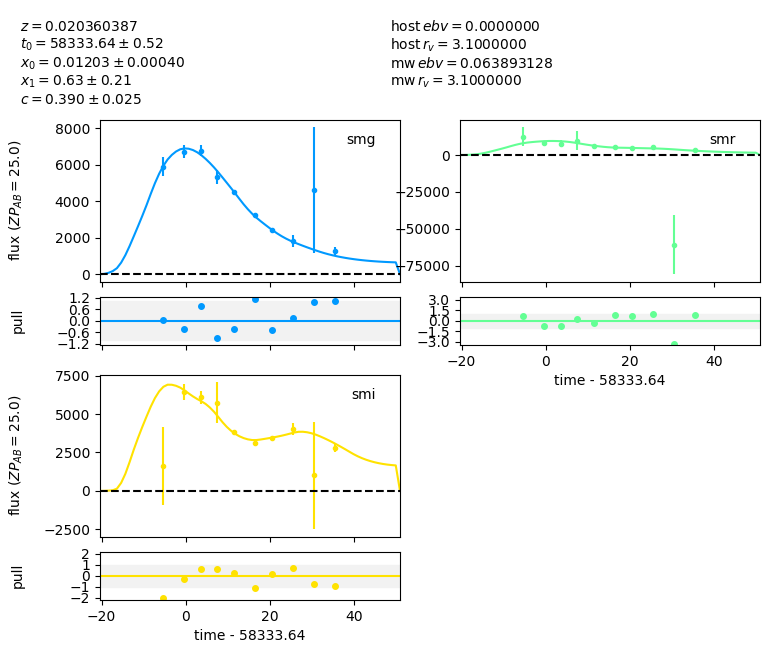 z = 0.020360387
t₀ = 58333.64 ± 0.52
x₀ = 0.01203 ± 0.00040
x₁ = 0.63 ± 0.21
c = 0.390 ± 0.025
host ebv = 0.0000000
host r_v = 3.1000000
mw ebv = 0.063893128
mw r_v = 3.1000000
smg
8000
6000
4000
2000
0
flux (ZP_AB = 25.0)
1.2
0.6
0.0
−0.6
−1.2
pull
smr
0
−25000
−50000
−75000
3.0
1.5
0.0
−1.5
−3.0
−20
0
20
40
time - 58333.64
smi
7500
5000
2500
0
−2500
flux (ZP_AB = 25.0)
2
1
0
−1
−2
pull
−20
0
20
40
time - 58333.64